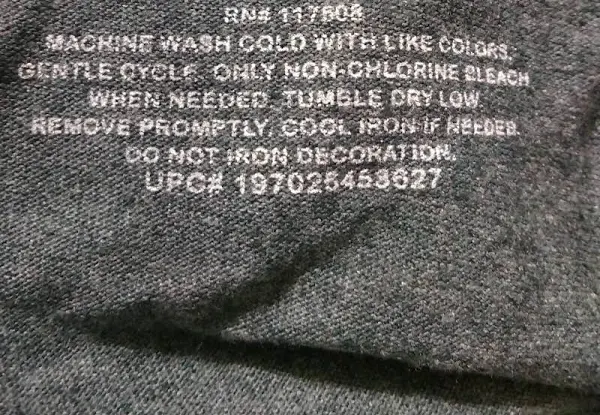 RN# 117508
MACHINE WASH COLD WITH LIKE COLORS.
GENTLE CYCLE. ONLY NON-CHLORINE BLEACH
WHEN NEEDED. TUMBLE DRY LOW.
REMOVE PROMPTLY. COOL IRON IF NEEDED.
DO NOT IRON DECORATION.
UPC# 197025453627